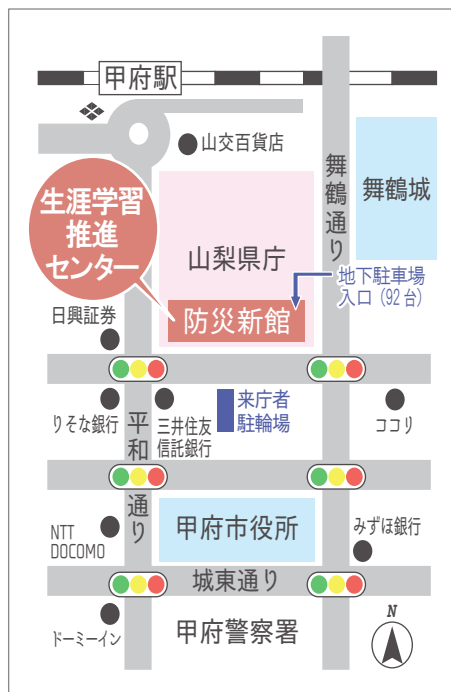 甲府駅
山交百貨店
舞鶴通り
舞鶴城
生涯学習
推進
センター
山梨県庁
地下駐車場
入口（92台）
防災新館
日興証券
りそな銀行
平和通り
三井住友
信託銀行
来庁者
駐輪場
ココリ
NTT
DOCOMO
甲府市役所
みずほ銀行
城東通り
ドーミーイン
甲府警察署
N